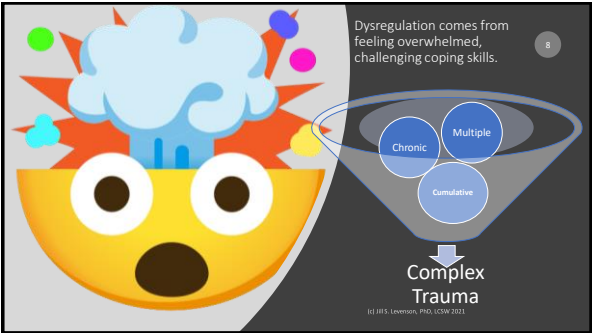 Dysregulation comes from
feeling overwhelmed,
challenging coping skills.
8
Multiple
Chronic
Cumulative
Complex
Trauma
(c) Jill S. Levenson, PhD, LCSW 2021